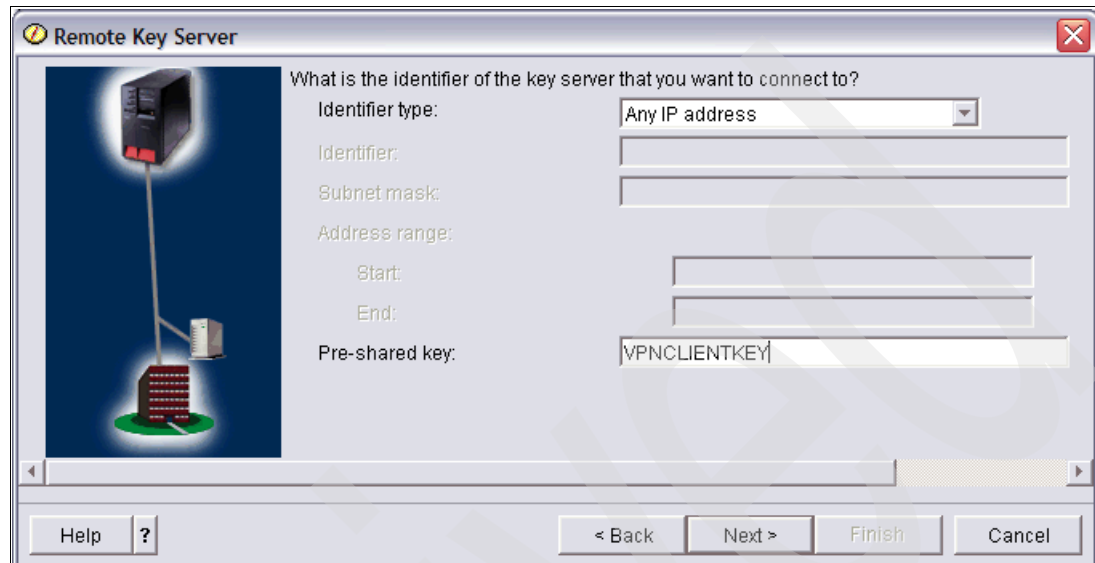 Remote Key Server
What is the identifier of the key server that you want to connect to?
Identifier type: Any IP address
Identifier:
Subnet mask:
Address range:
Start:
End:
Pre-shared key: VPNCLIENTKEY
Help ? < Back Next > Finish Cancel